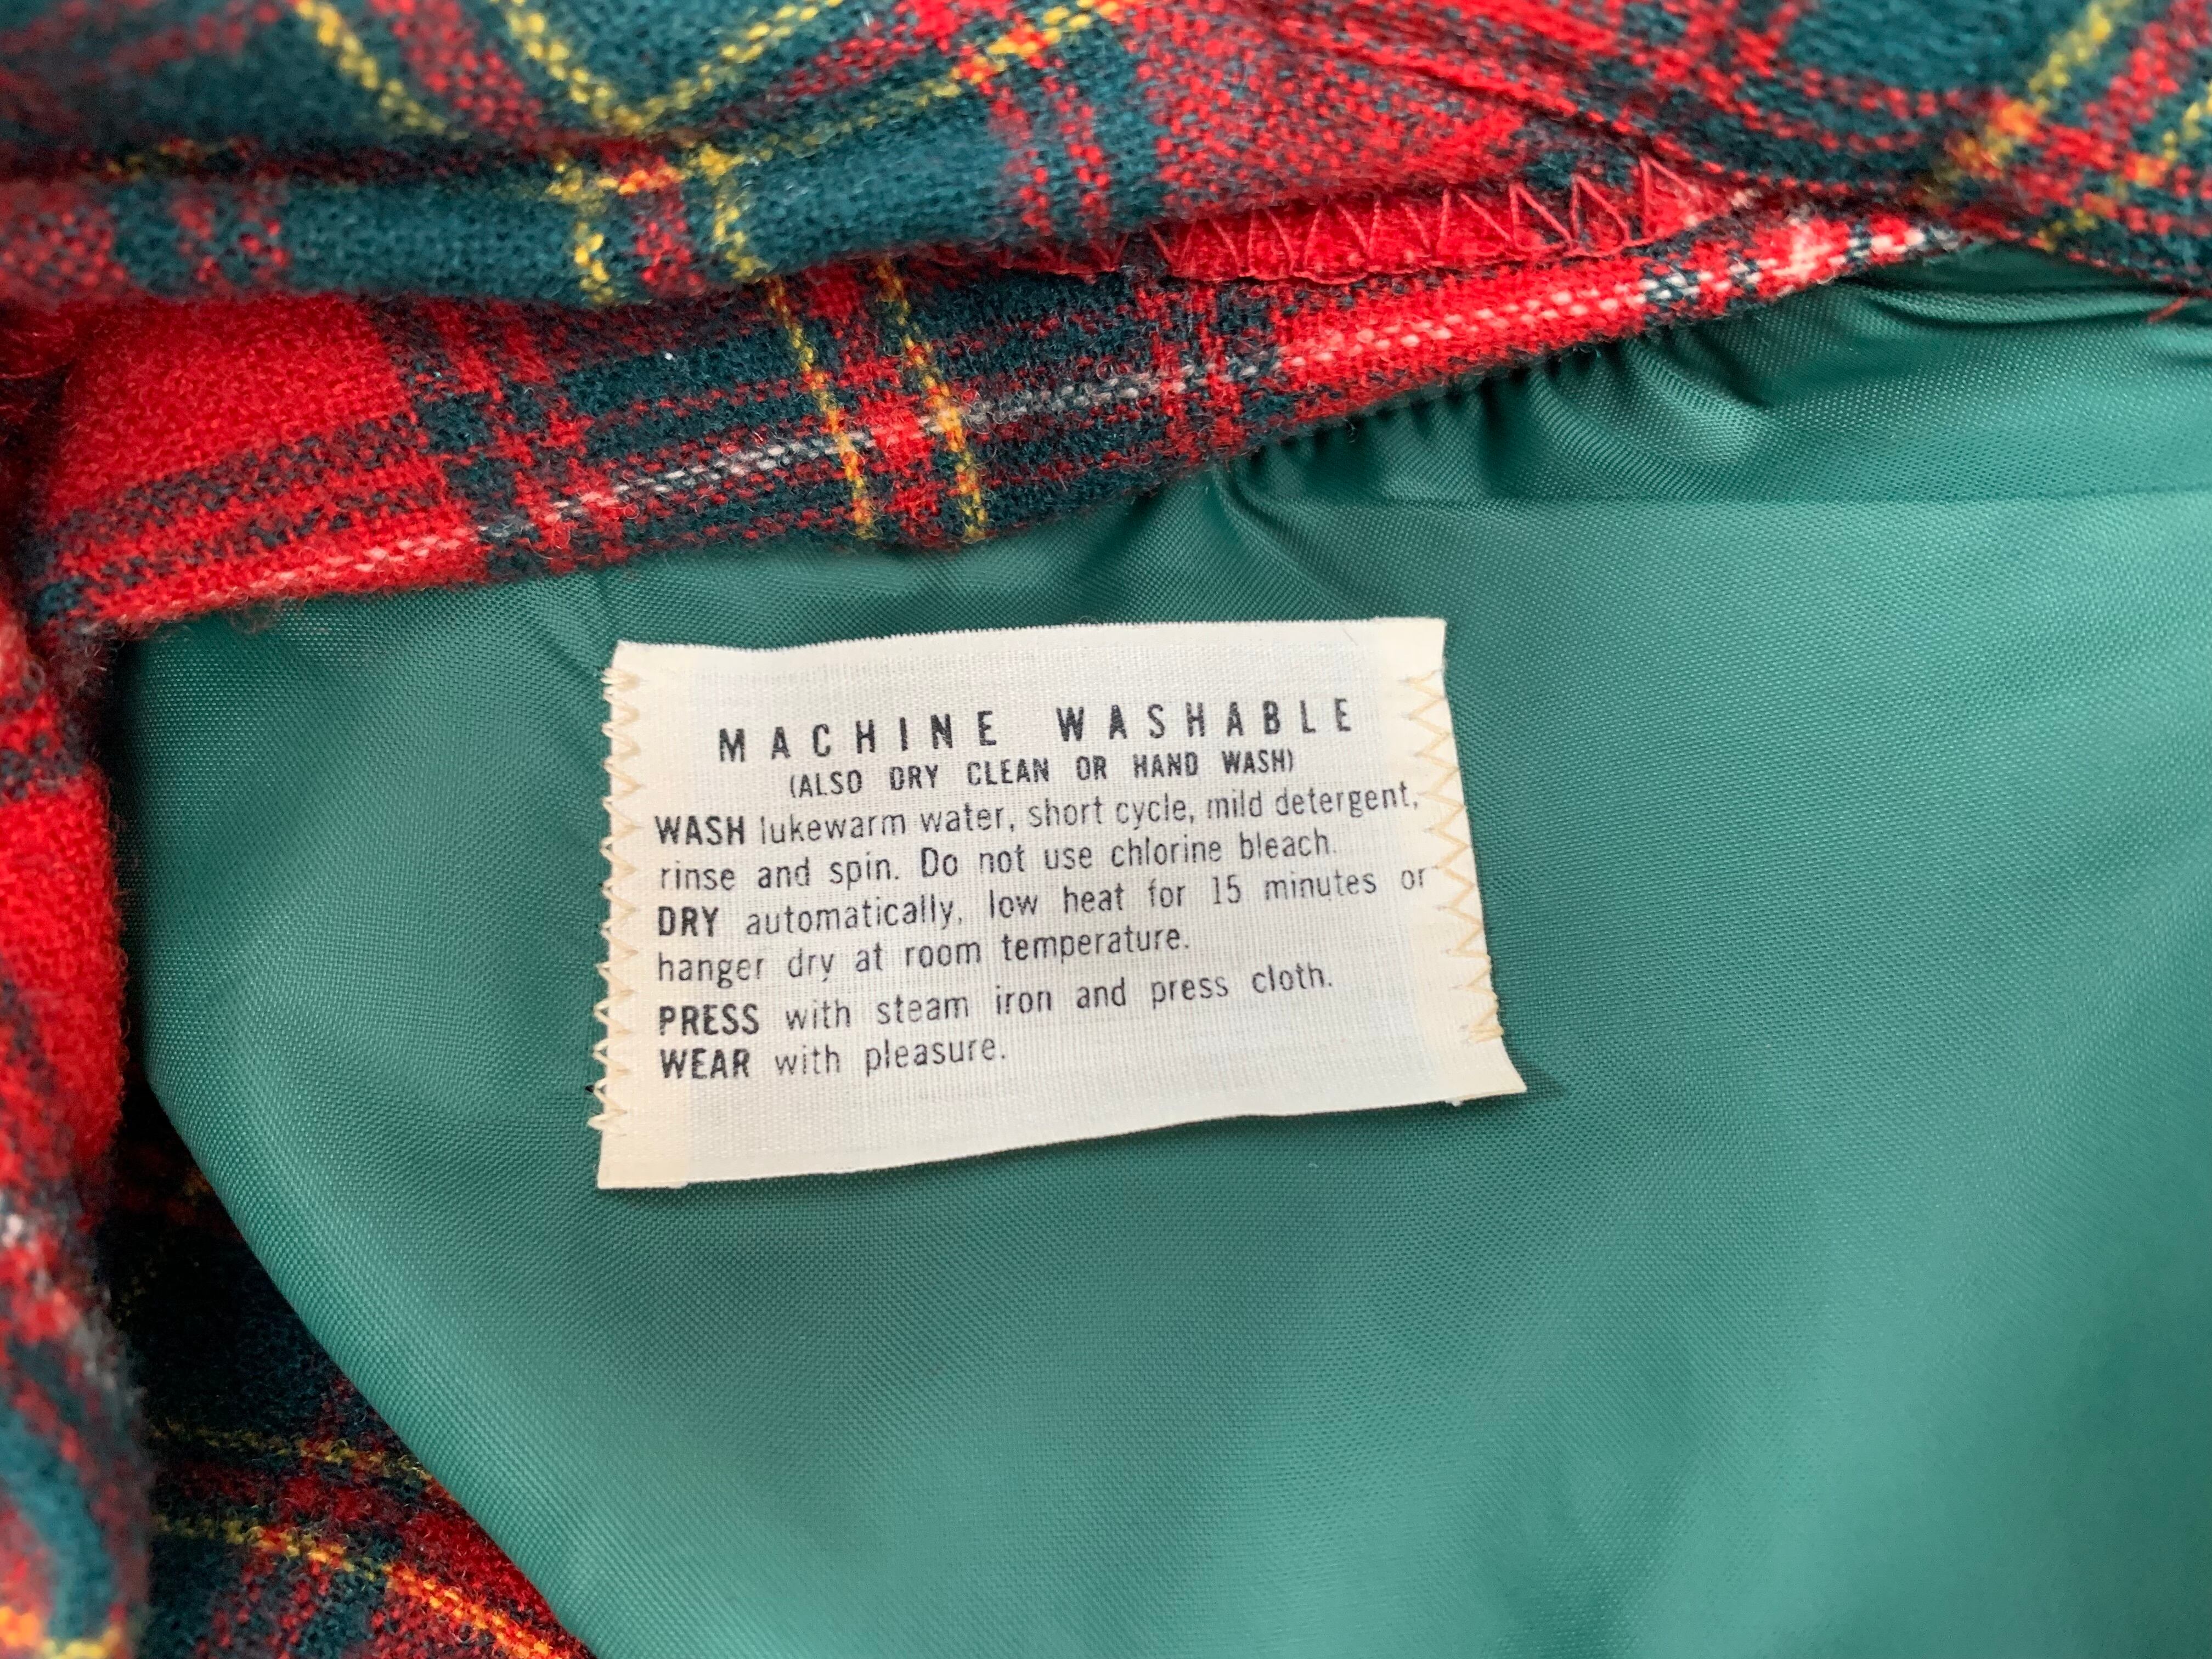 MACHINE WASHABLE
(ALSO DRY CLEAN OR HAND WASH)
WASH lukewarm water, short cycle, mild detergent,
rinse and spin. Do not use chlorine bleach.
DRY automatically, low heat for 15 minutes or
hanger dry at room temperature.
PRESS with steam iron and press cloth.
WEAR with pleasure.